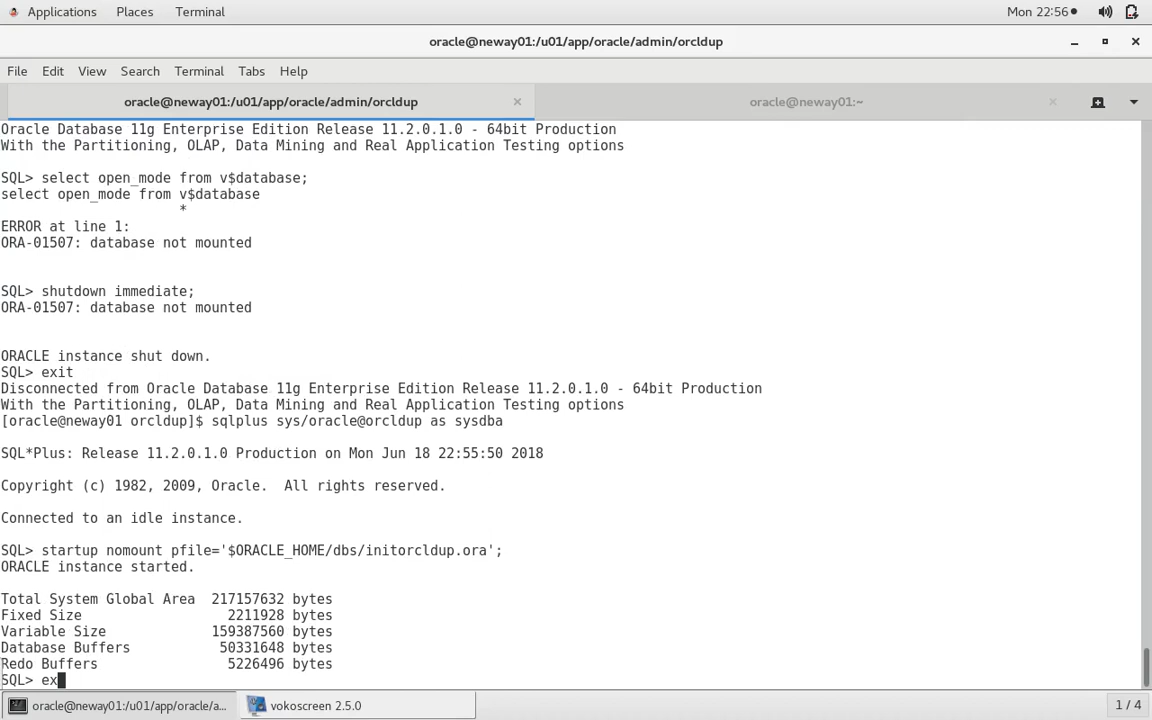 Applications Places Terminal Mon 22:56
oracle@neway01:/u01/app/oracle/admin/orcldup
File Edit View Search Terminal Tabs Help
oracle@neway01:/u01/app/oracle/admin/orcldup × oracle@neway01:~ ×
Oracle Database 11g Enterprise Edition Release 11.2.0.1.0 - 64bit Production
With the Partitioning, OLAP, Data Mining and Real Application Testing options
SQL> select open_mode from v$database;
select open_mode from v$database
*
ERROR at line 1:
ORA-01507: database not mounted
SQL> shutdown immediate;
ORA-01507: database not mounted
ORACLE instance shut down.
SQL> exit
Disconnected from Oracle Database 11g Enterprise Edition Release 11.2.0.1.0 - 64bit Production
With the Partitioning, OLAP, Data Mining and Real Application Testing options
[oracle@neway01 orcldup]$ sqlplus sys/oracle@orcldup as sysdba
SQL*Plus: Release 11.2.0.1.0 Production on Mon Jun 18 22:55:50 2018
Copyright (c) 1982, 2009, Oracle.  All rights reserved.
Connected to an idle instance.
SQL> startup nomount pfile='$ORACLE_HOME/dbs/initorcldup.ora';
ORACLE instance started.
Total System Global Area  217157632 bytes
Fixed Size                  2211928 bytes
Variable Size             159387560 bytes
Database Buffers           50331648 bytes
Redo Buffers                5226496 bytes
SQL> ex
oracle@neway01:/u01/app/oracle/a... vokoscreen 2.5.0 1 / 4